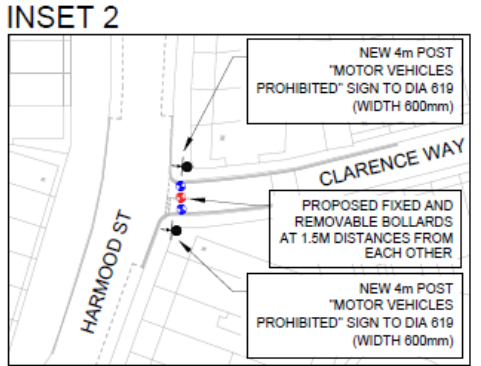 INSET 2
NEW 4m POST
"MOTOR VEHICLES
PROHIBITED" SIGN TO DIA 619
(WIDTH 600mm)
CLARENCE WAY
PROPOSED FIXED AND
REMOVABLE BOLLARDS
AT 1.5M DISTANCES FROM
EACH OTHER
HARMOOD ST
NEW 4m POST
"MOTOR VEHICLES
PROHIBITED" SIGN TO DIA 619
(WIDTH 600mm)